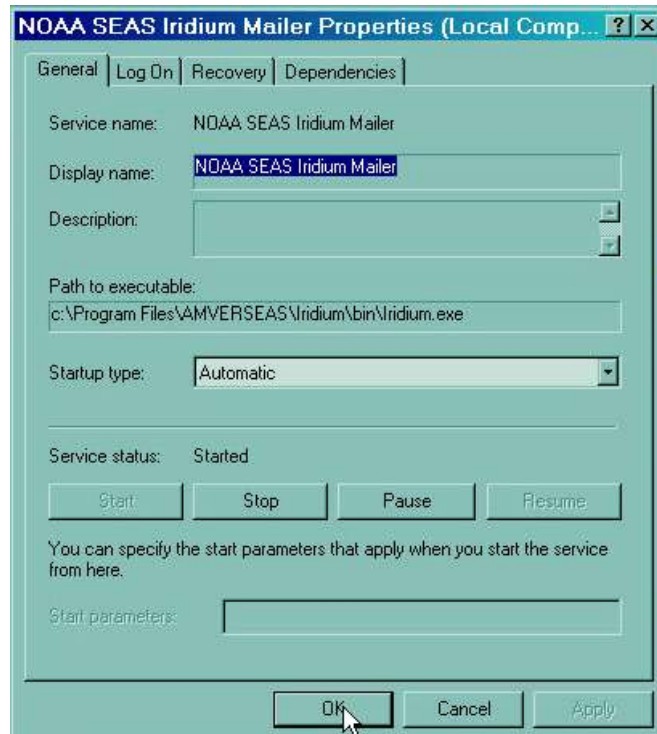 NOAA SEAS Iridium Mailer Properties (Local Comp...
General Log On Recovery Dependencies
Service name: NOAA SEAS Iridium Mailer
Display name: NOAA SEAS Iridium Mailer
Description:
Path to executable:
c:\Program Files\AMVERSEAS\Iridium\bin\Iridium.exe
Startup type: Automatic
Service status: Started
Start Stop Pause Resume
You can specify the start parameters that apply when you start the service
from here.
Start parameters:
OK Cancel Apply